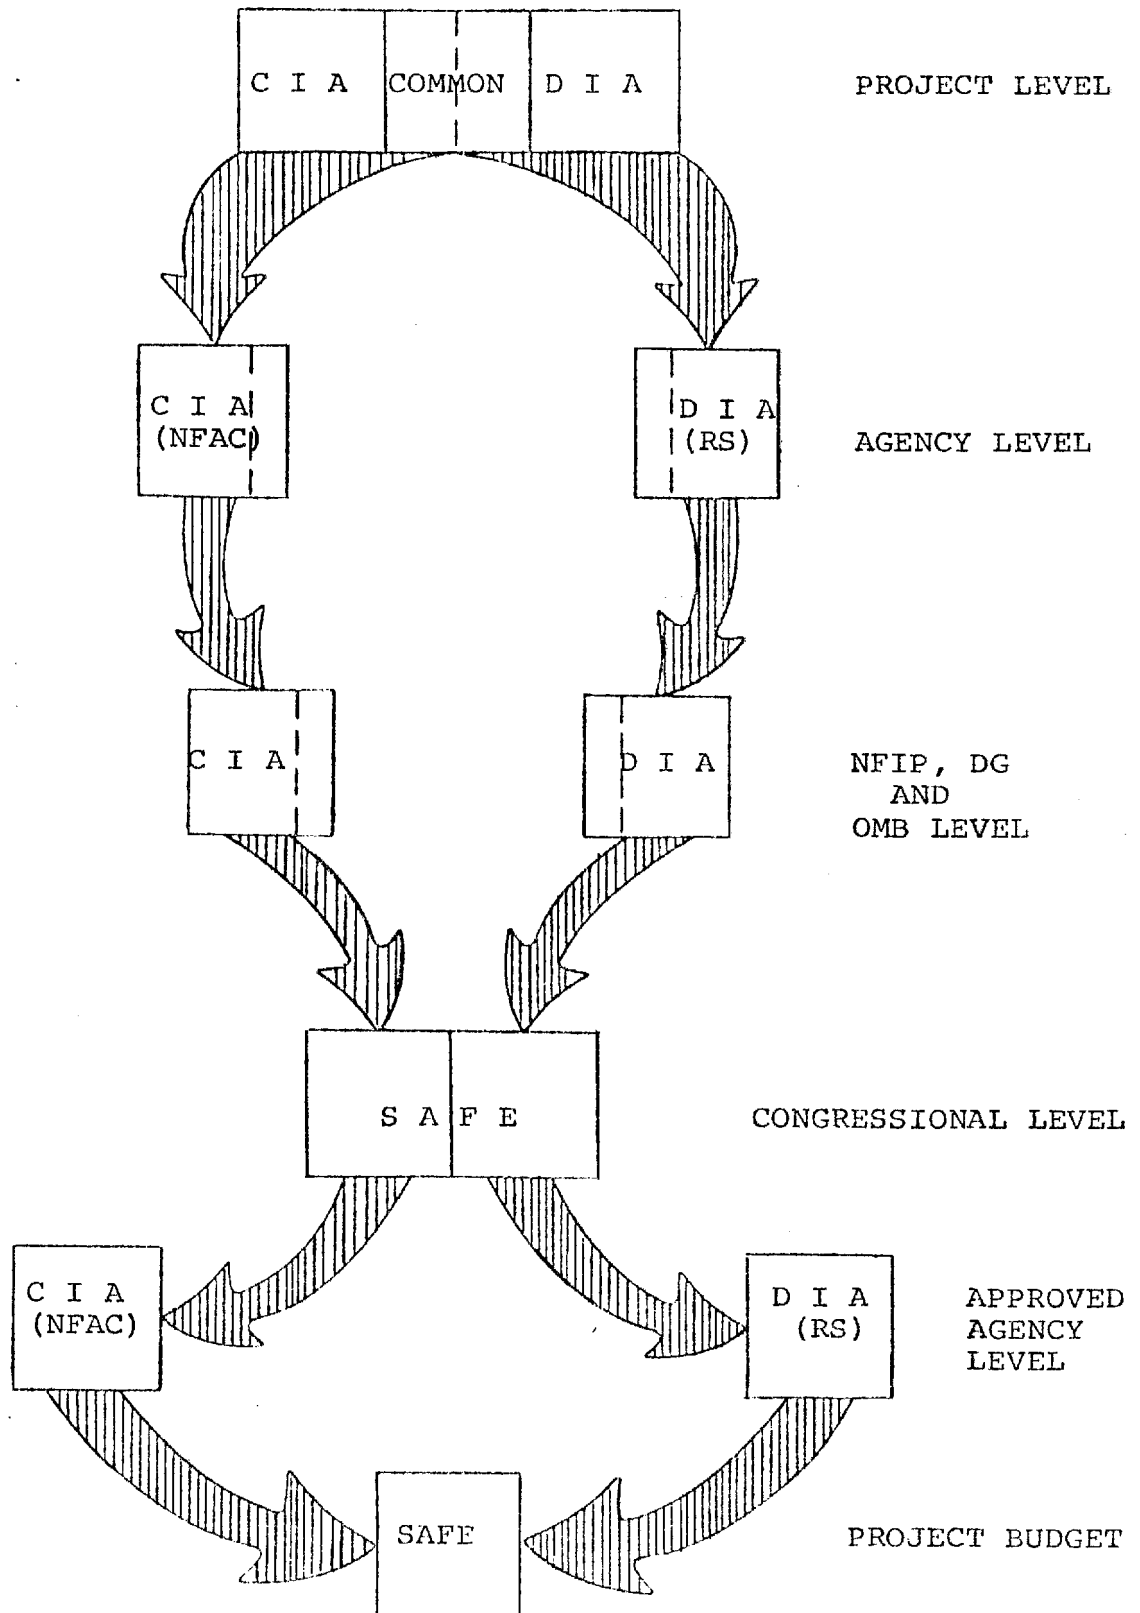 C I A COMMON D I A PROJECT LEVEL
C I A
(NFAC)
D I A
(RS)
AGENCY LEVEL
C I A
D I A
NFIP, DG
AND
OMB LEVEL
S A F E CONGRESSIONAL LEVEL
C I A
(NFAC)
D I A
(RS)
APPROVED
AGENCY
LEVEL
SAFE PROJECT BUDGET